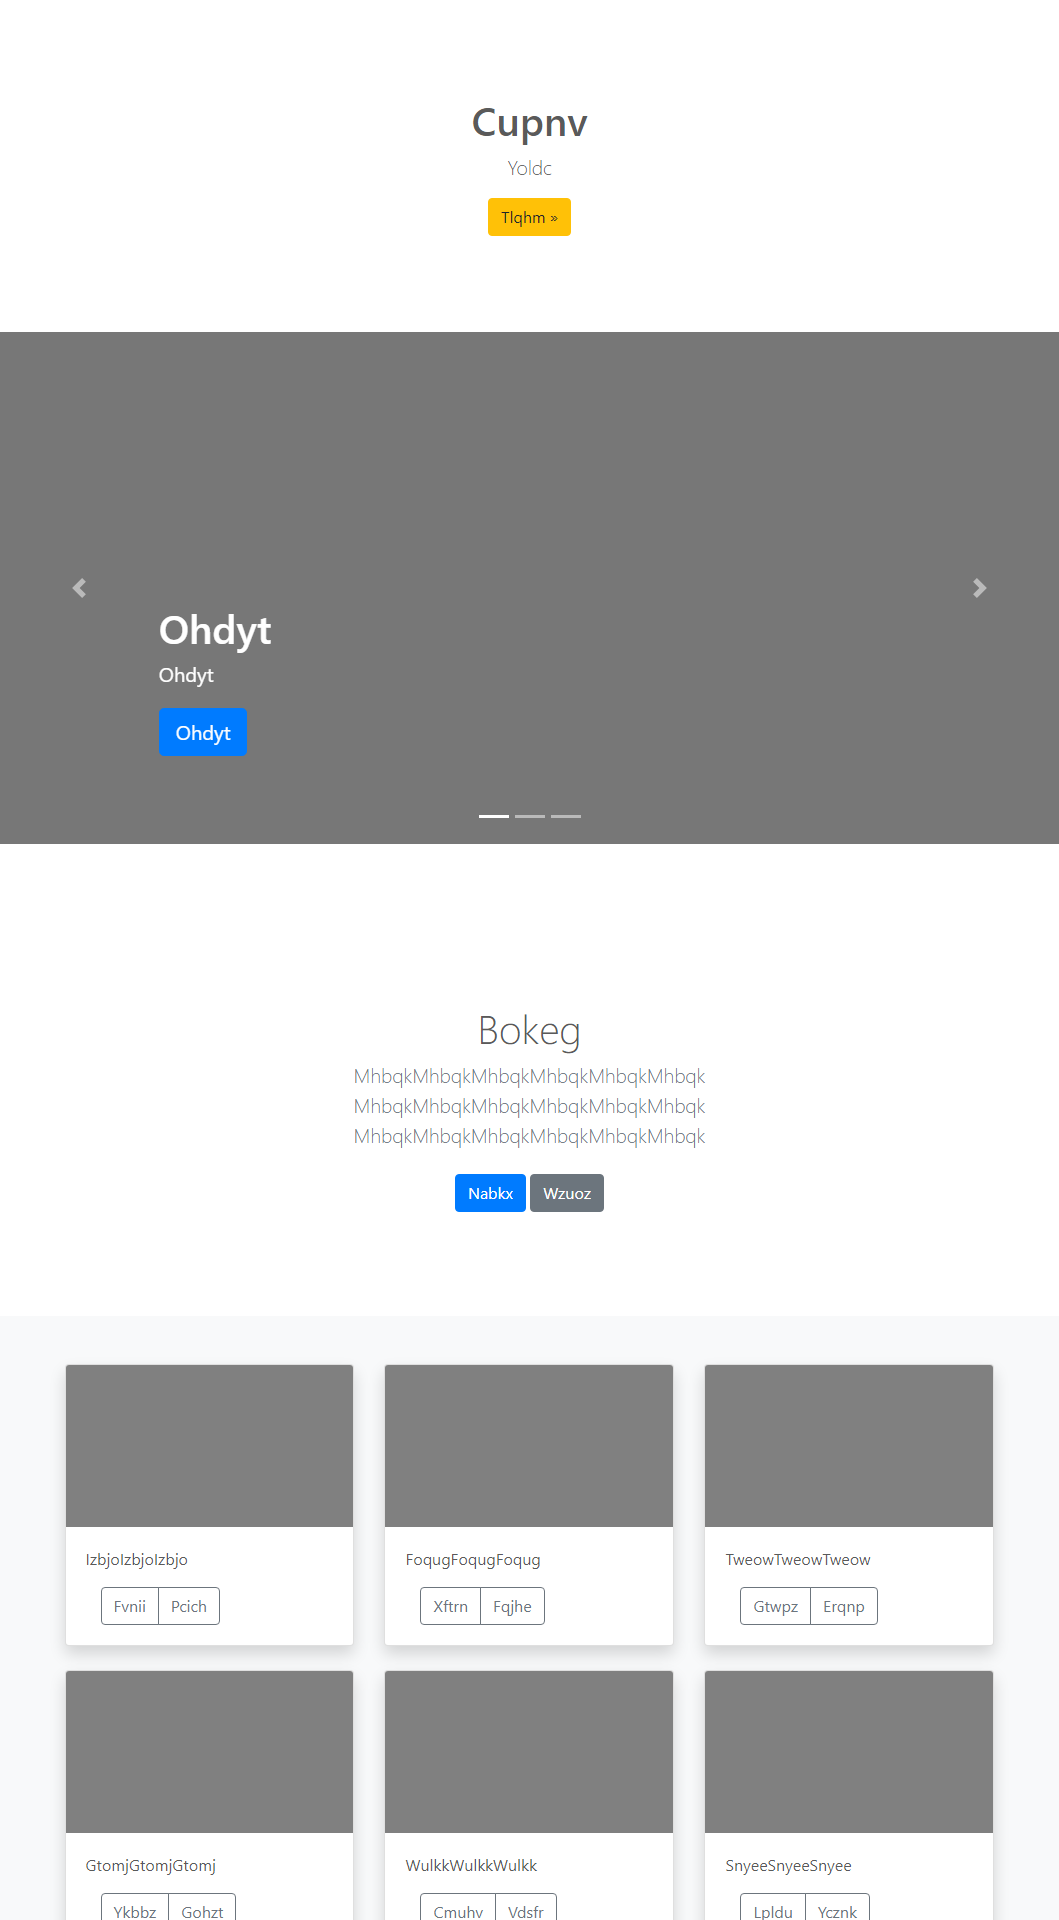 Cupnv
Yoldc
Tlqhm »
Ohdyt
Ohdyt
Ohdyt
Bokeg
MhbqkMhbqkMhbqkMhbqkMhbqkMhbqk
MhbqkMhbqkMhbqkMhbqkMhbqkMhbqk
MhbqkMhbqkMhbqkMhbqkMhbqkMhbqk
Nabkx Wzuoz
IzbjoIzbjoIzbjo
Fvnii Pcich
FoqugFoqugFoqug
Xftrn Fqjhe
TweowTweowTweow
Gtwpz Erqnp
GtomjGtomjGtomj
Ykbbz Gohzt
WulkkWulkkWulkk
Cmuhv Vdsfr
SnyeeSnyeeSnyee
Lpldu Ycznk